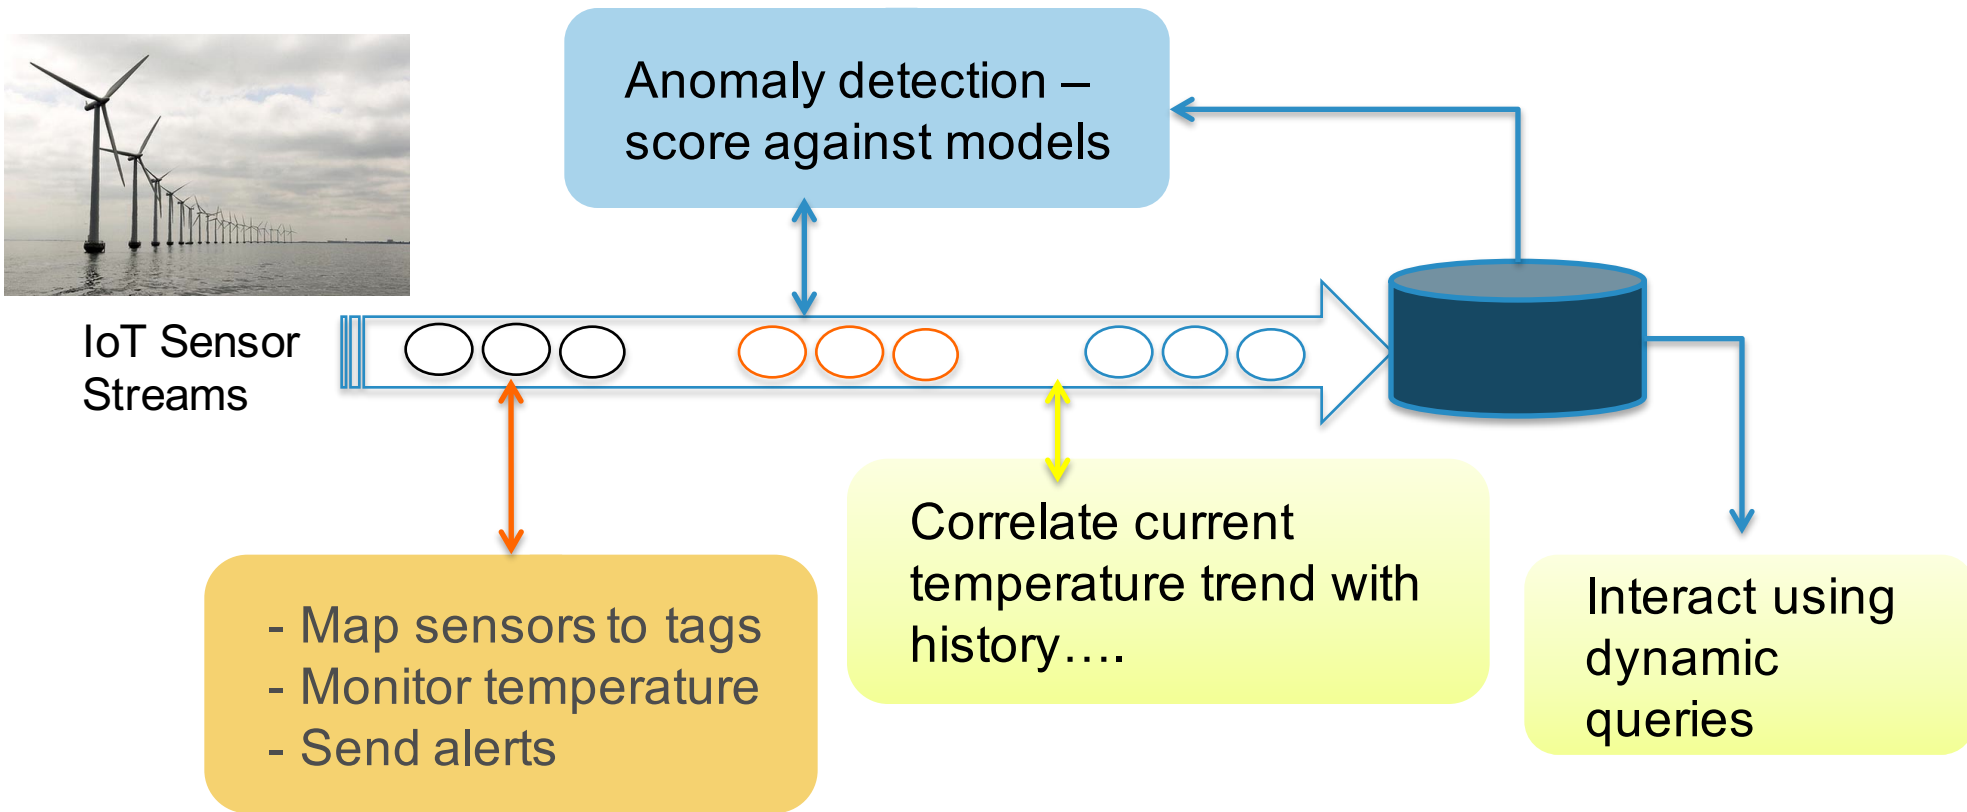 Anomaly detection –
score against models
IoT Sensor
Streams
- Map sensors to tags
- Monitor temperature
- Send alerts
Correlate current
temperature trend with
history….
Interact using
dynamic
queries